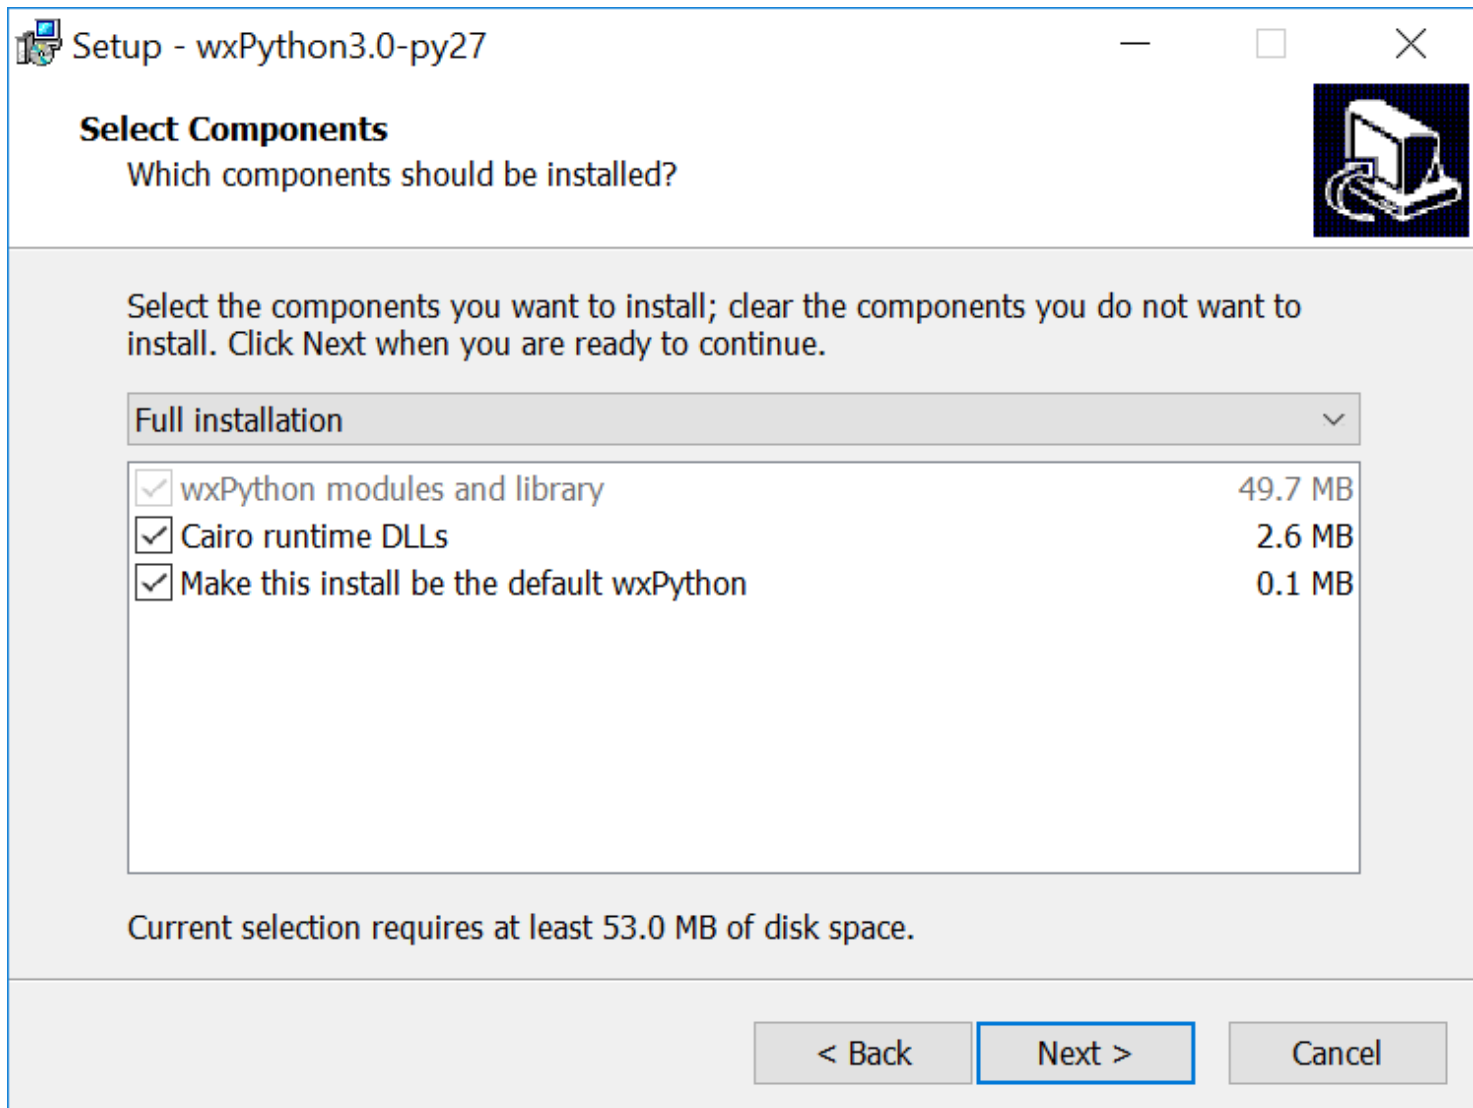 Setup - wxPython3.0-py27
Select Components
Which components should be installed?
Select the components you want to install; clear the components you do not want to
install. Click Next when you are ready to continue.
Full installation
wxPython modules and library 49.7 MB
Cairo runtime DLLs 2.6 MB
Make this install be the default wxPython 0.1 MB
Current selection requires at least 53.0 MB of disk space.
< Back Next > Cancel